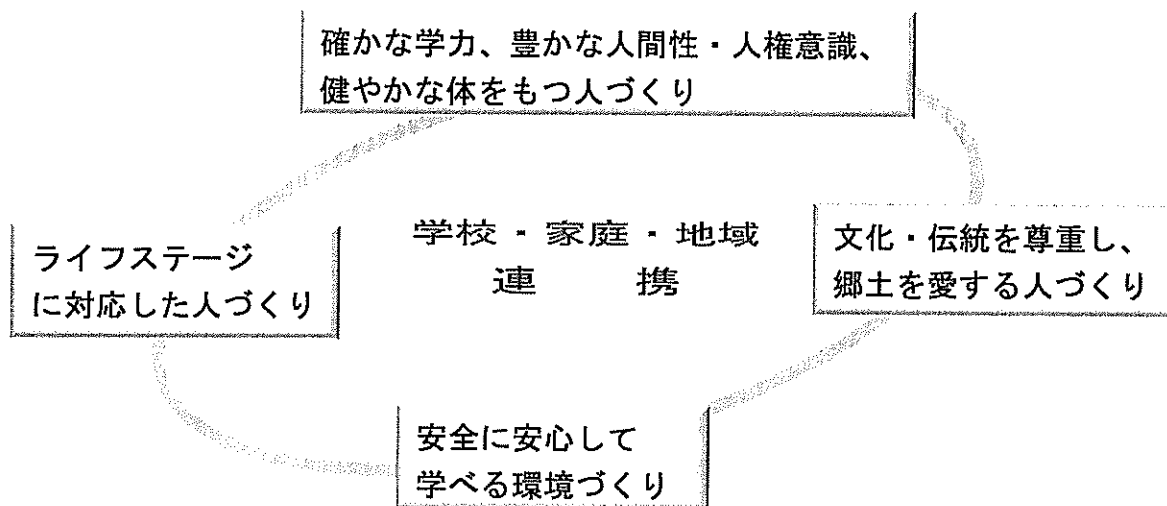 確かな学力、豊かな人間性・人権意識、
健やかな体をもつ人づくり
学校・家庭・地域
連　　携
ライフステージ
に対応した人づくり
文化・伝統を尊重し、
郷土を愛する人づくり
安全に安心して
学べる環境づくり